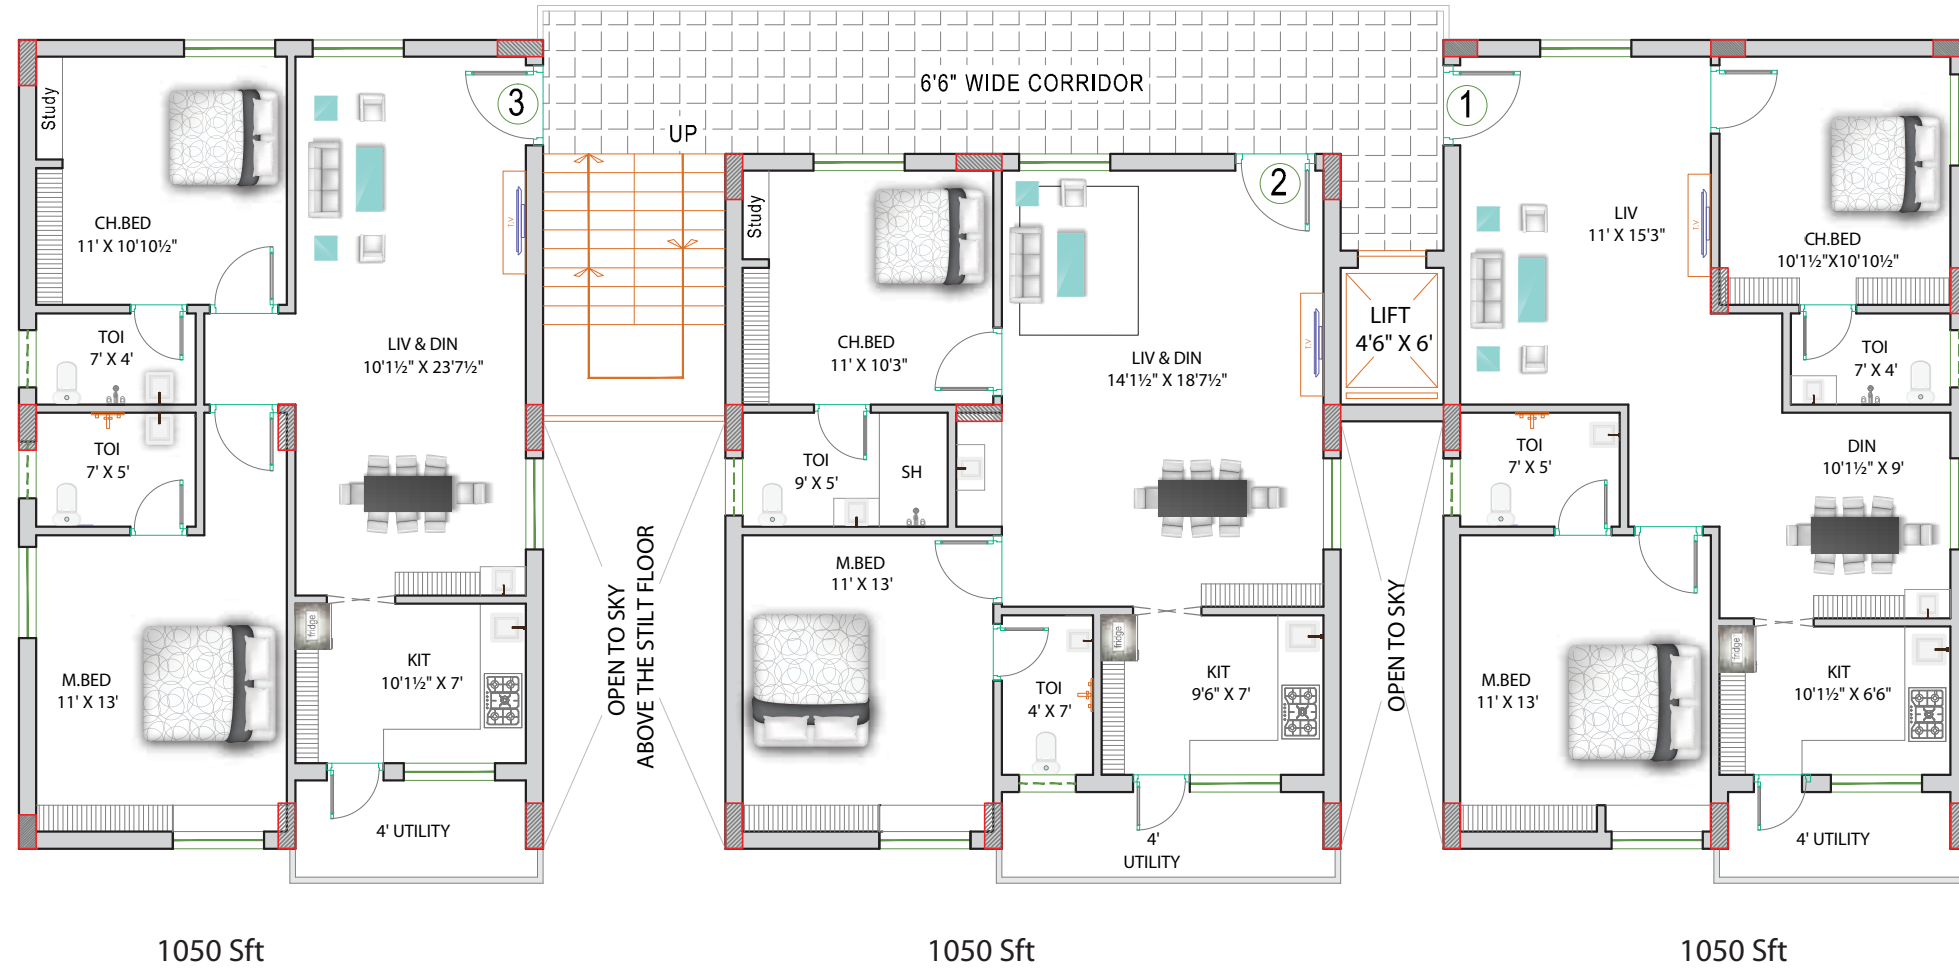 6'6" WIDE CORRIDOR
UP
3
Study
CH.BED
11' X 10'10½"
T.V
TOI
7' X 4'
LIV & DIN
10'1½" X 23'7½"
TOI
7' X 5'
M.BED
11' X 13'
fridge
KIT
10'1½" X 7'
4' UTILITY
OPEN TO SKY
ABOVE THE STILT FLOOR
2
Study
CH.BED
11' X 10'3"
LIV & DIN
14'1½" X 18'7½"
T.V
TOI
9' X 5'
SH
M.BED
11' X 13'
TOI
4' X 7'
fridge
KIT
9'6" X 7'
4'
UTILITY
LIFT
4'6" X 6'
OPEN TO SKY
1
LIV
11' X 15'3"
T.V
CH.BED
10'1½"X10'10½"
TOI
7' X 4'
TOI
7' X 5'
DIN
10'1½" X 9'
M.BED
11' X 13'
fridge
KIT
10'1½" X 6'6"
4' UTILITY
1050 Sft
1050 Sft
1050 Sft